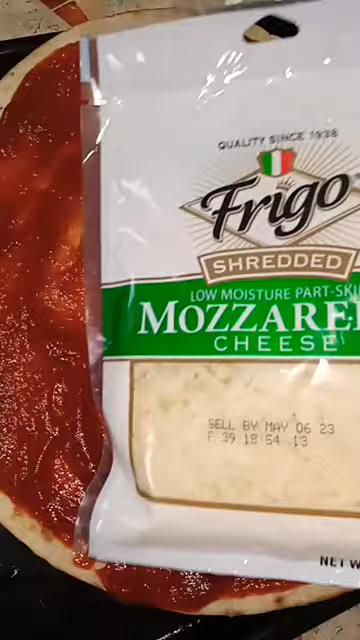 QUALITY SINCE 1938
Frigo
SHREDDED
LOW MOISTURE PART-SKI
MOZZARE
CHEESE
SELL BY MAY 06 23
F 39 18 54 13
NET W